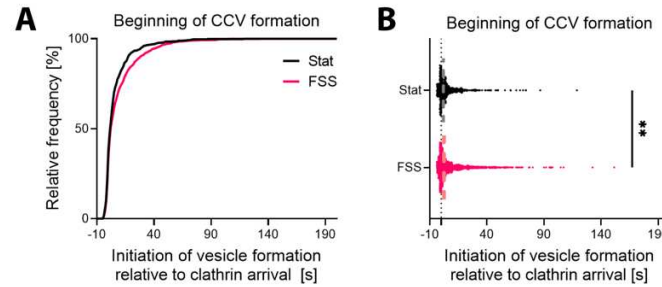 A
Beginning of CCV formation
Relative frequency [%]
100
50
0
Stat
FSS
-10 40 90 140 190
Initiation of vesicle formation
relative to clathrin arrival [s]
B
Beginning of CCV formation
Stat
FSS
**
-10 40 90 140 190
Initiation of vesicle formation
relative to clathrin arrival [s]